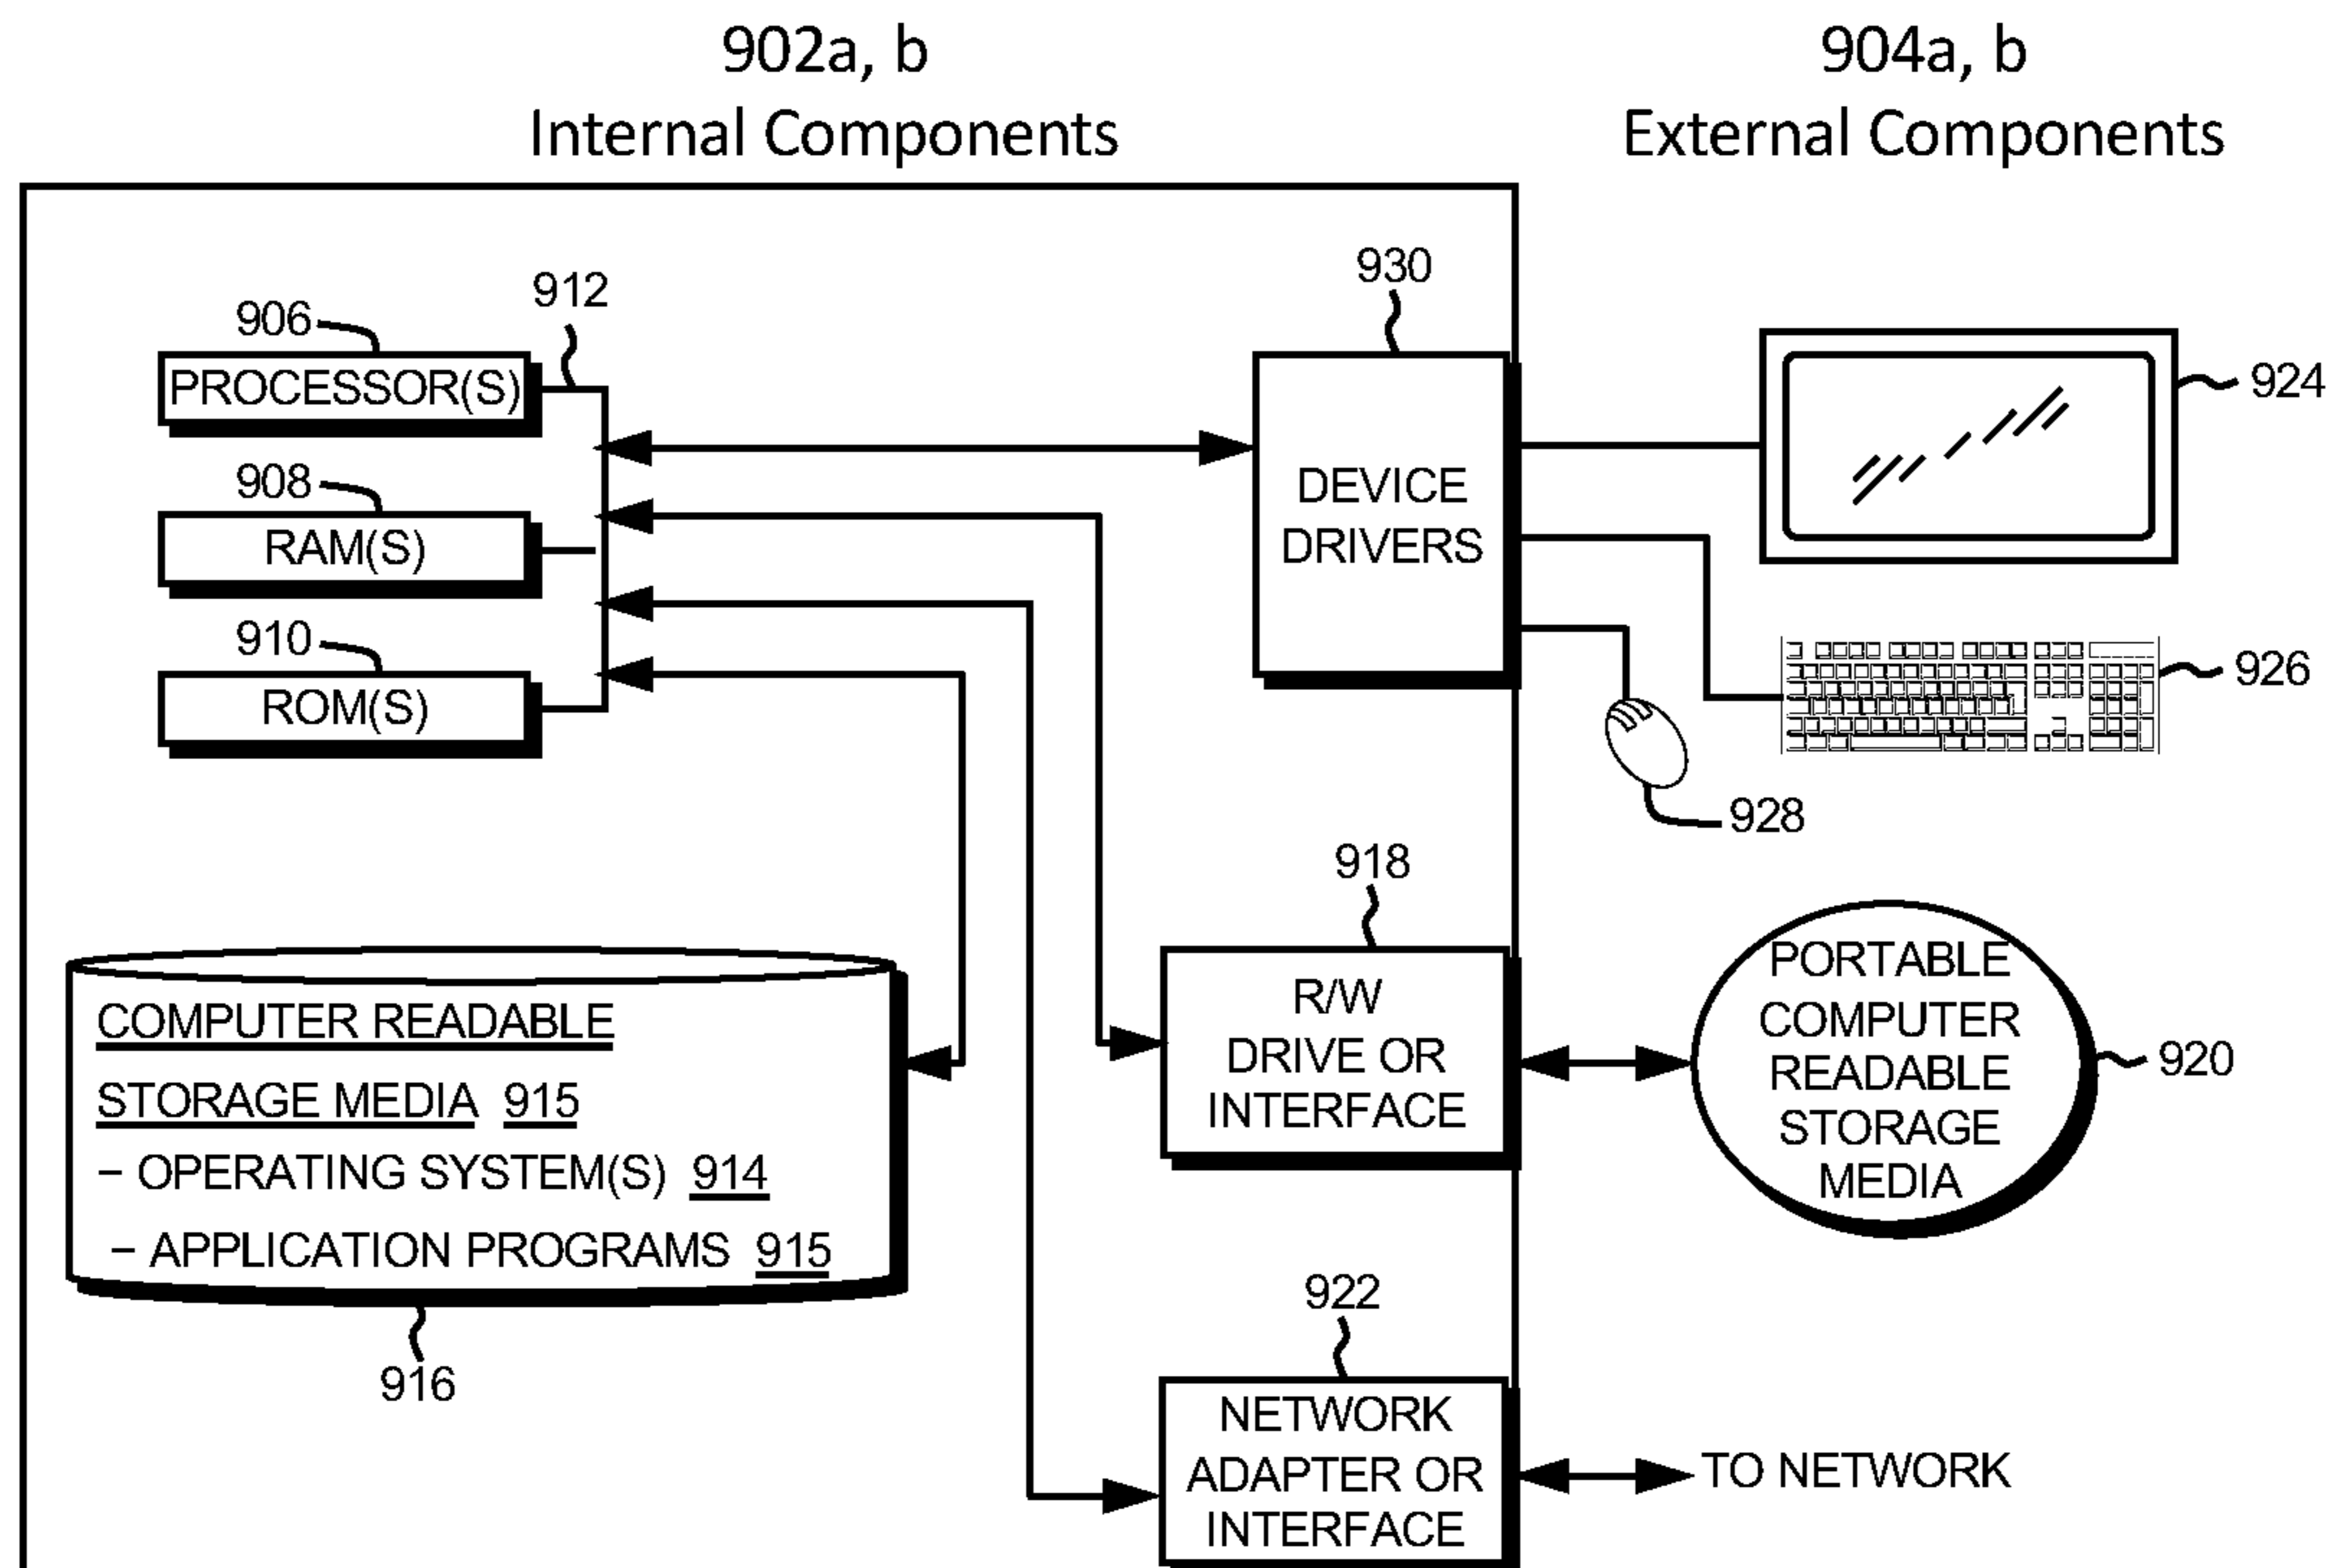 902a, b
Internal Components
904a, b
External Components
906
PROCESSOR(S)
912
908
RAM(S)
910
ROM(S)
930
DEVICE
DRIVERS
924
926
928
918
R/W
DRIVE OR
INTERFACE
PORTABLE
COMPUTER
READABLE
STORAGE
MEDIA
920
COMPUTER READABLE
STORAGE MEDIA 915
– OPERATING SYSTEM(S) 914
– APPLICATION PROGRAMS 915
916
922
NETWORK
ADAPTER OR
INTERFACE
TO NETWORK